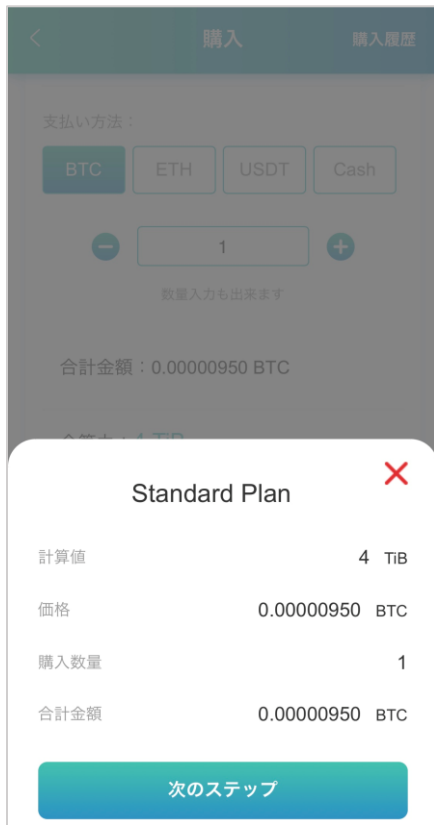 購入 購入履歴
支払い方法：
BTC ETH USDT Cash
1
数量入力も出来ます
合計金額：0.00000950 BTC
Standard Plan
計算値 4 TiB
価格 0.00000950 BTC
購入数量 1
合計金額 0.00000950 BTC
次のステップ